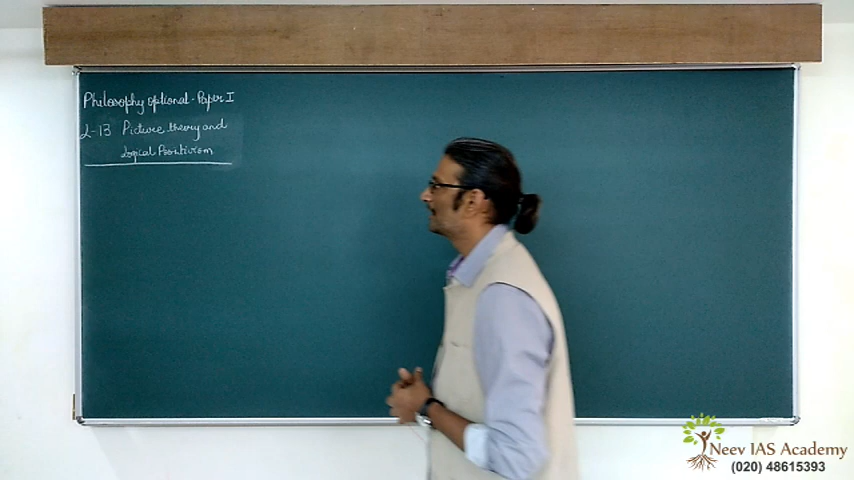 Philosophy optional - Paper I
L-13 Picture theory and
Logical Positivism
Neev IAS Academy
(020) 48615393